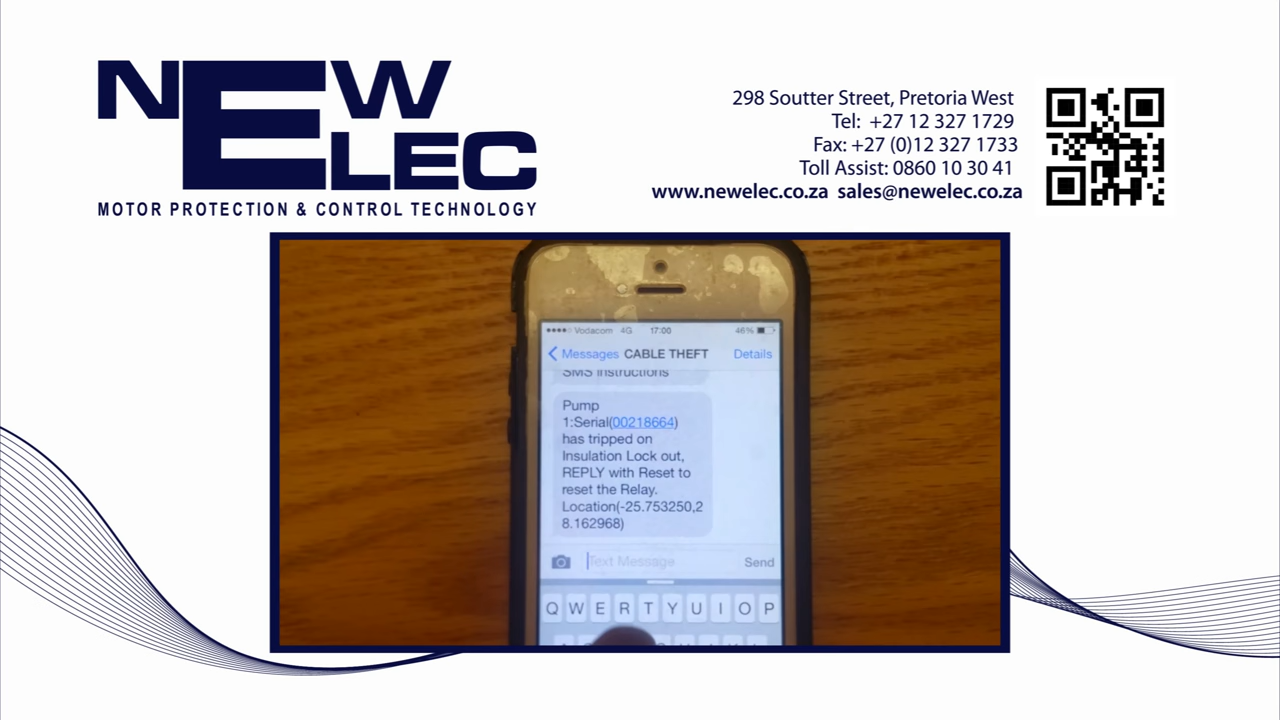 NEW
ELEC
MOTOR PROTECTION & CONTROL TECHNOLOGY
298 Soutter Street, Pretoria West
Tel: +27 12 327 1729
Fax: +27 (0)12 327 1733
Toll Assist: 0860 10 30 41
www.newelec.co.za sales@newelec.co.za
Vodacom 4G 17:00 46%
Messages CABLE THEFT Details
SMS instructions
Pump
1:Serial(00218664)
has tripped on
Insulation Lock out,
REPLY with Reset to
reset the Relay.
Location(-25.753250,2
8.162968)
Text Message Send
Q W E R T Y U I O P